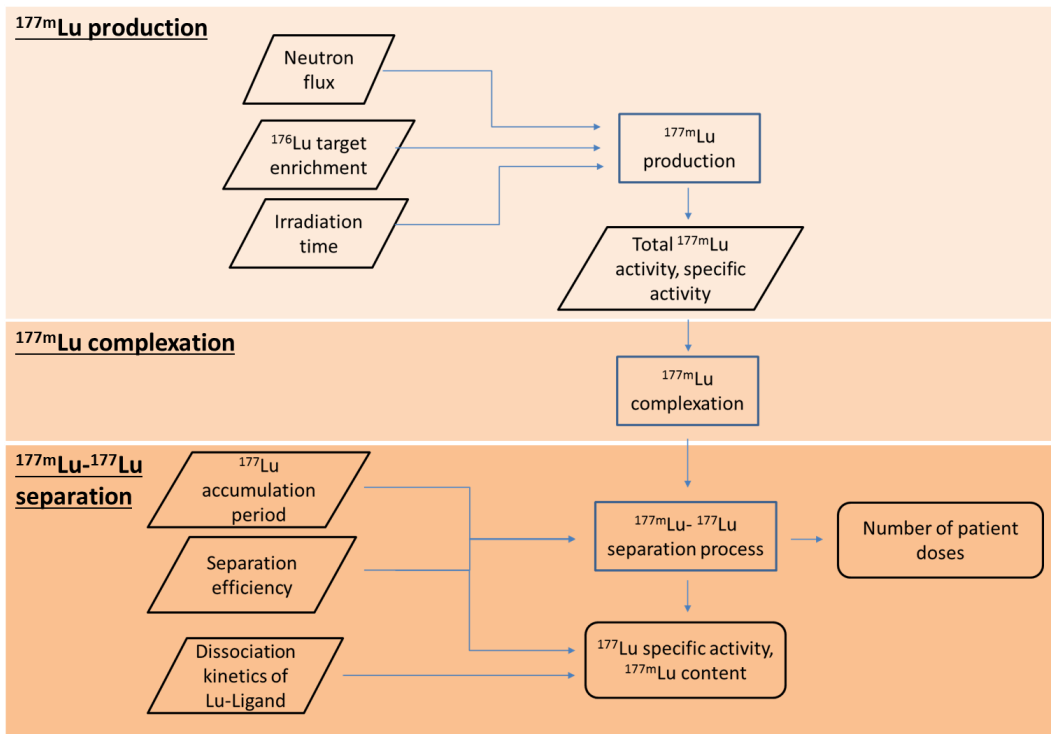 ¹⁷⁷ᵐLu production
Neutron
flux
¹⁷⁶Lu target
enrichment
Irradiation
time
¹⁷⁷ᵐLu
production
Total ¹⁷⁷ᵐLu
activity, specific
activity
¹⁷⁷ᵐLu complexation
¹⁷⁷ᵐLu
complexation
¹⁷⁷ᵐLu-¹⁷⁷Lu
separation
¹⁷⁷Lu
accumulation
period
Separation
efficiency
Dissociation
kinetics of
Lu-Ligand
¹⁷⁷ᵐLu- ¹⁷⁷Lu
separation process
Number of patient
doses
¹⁷⁷Lu specific activity,
¹⁷⁷ᵐLu content